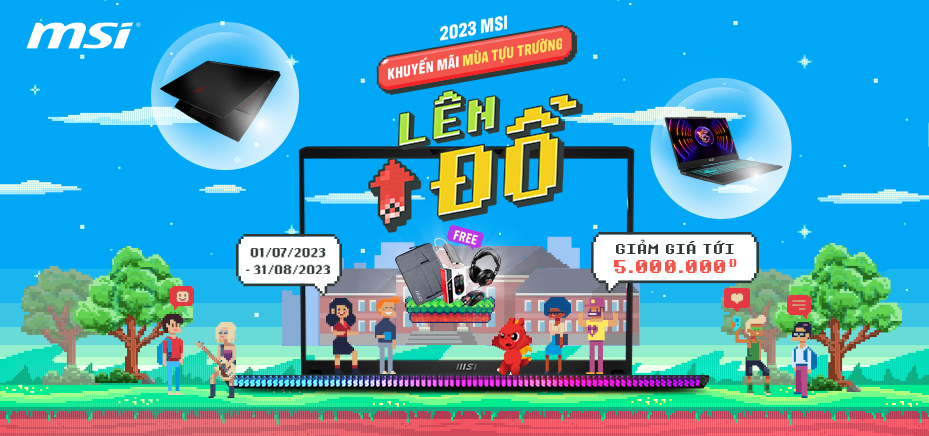 msi
2023 MSI
KHUYẾN MÃI MÙA TỰU TRƯỜNG
LÊN
ĐỒ
FREE
01/07/2023
- 31/08/2023
GIẢM GIÁ TỚI
5.000.000Đ
msi